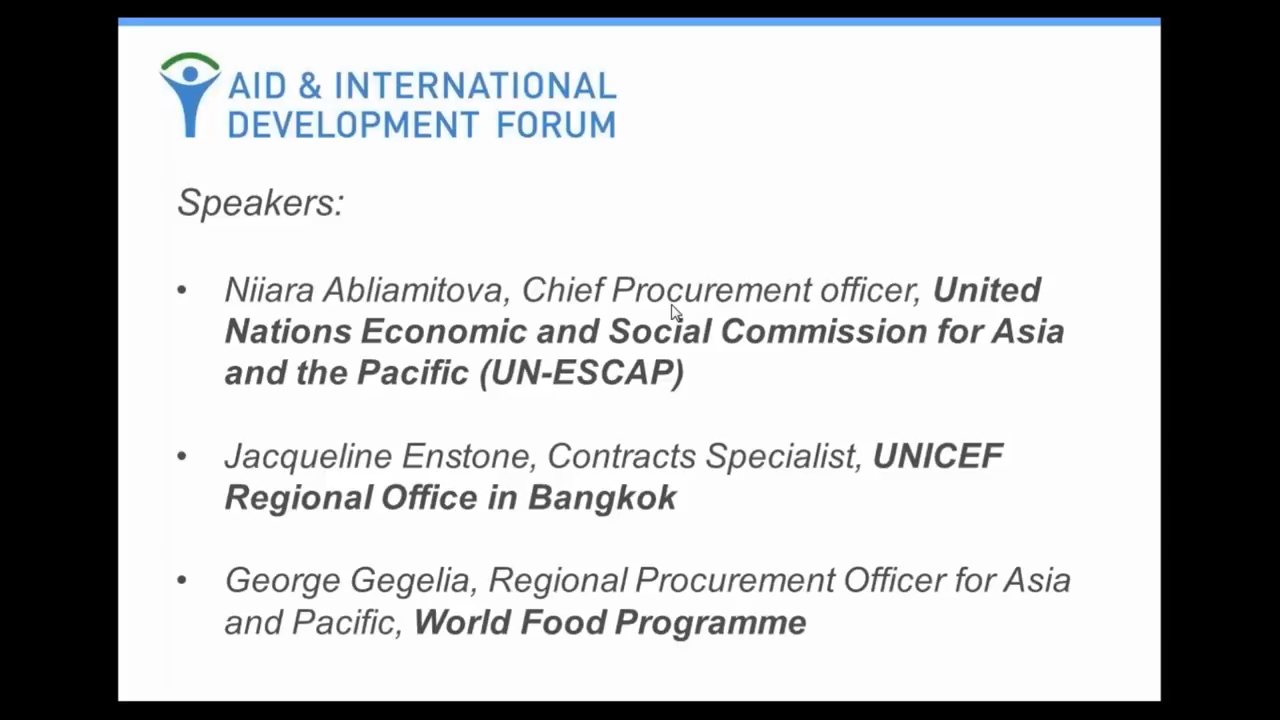 AID & INTERNATIONAL
DEVELOPMENT FORUM
Speakers:
• Niiara Abliamitova, Chief Procurement officer, United
Nations Economic and Social Commission for Asia
and the Pacific (UN-ESCAP)
• Jacqueline Enstone, Contracts Specialist, UNICEF
Regional Office in Bangkok
• George Gegelia, Regional Procurement Officer for Asia
and Pacific, World Food Programme